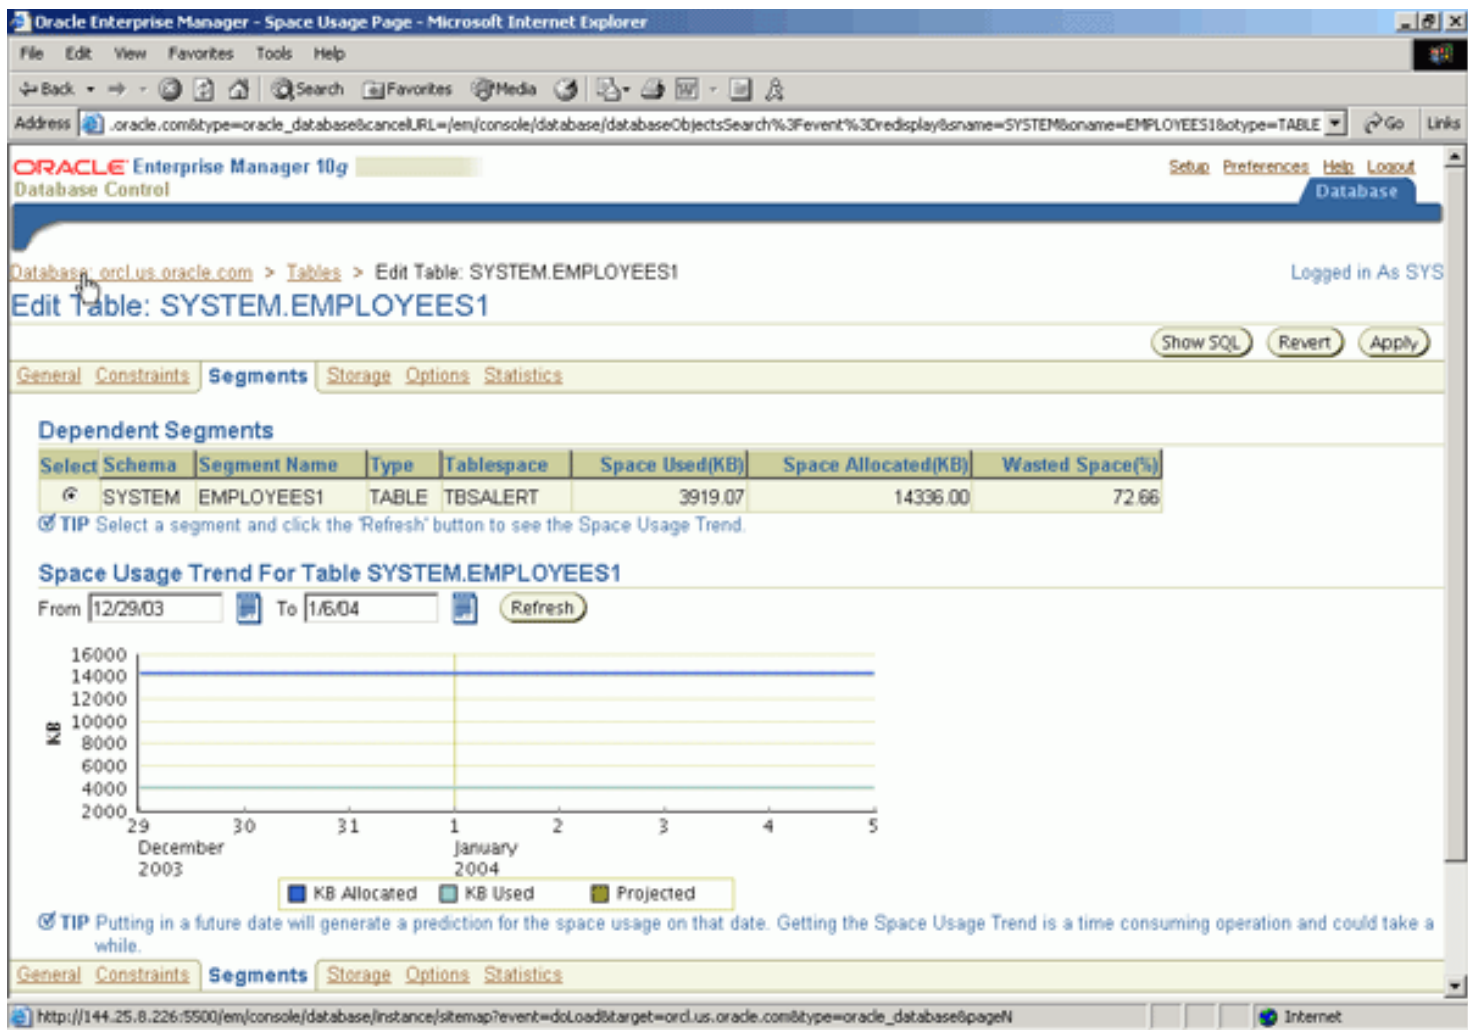 Oracle Enterprise Manager - Space Usage Page - Microsoft Internet Explorer
File Edit View Favorites Tools Help
Back Search Favorites Media
Address .oracle.com&type=oracle_database&cancelURL=/em/console/database/databaseObjectsSearch%3Fevent%3Dredisplay&sname=SYSTEM&oname=EMPLOYEES1&otype=TABLE Go Links
ORACLE Enterprise Manager 10g
Setup Preferences Help Logout
Database Control
Database
Database: orcl.us.oracle.com > Tables > Edit Table: SYSTEM.EMPLOYEES1
Logged in As SYS
Edit Table: SYSTEM.EMPLOYEES1
Show SQL Revert Apply
General Constraints Segments Storage Options Statistics
Dependent Segments
Select Schema Segment Name Type Tablespace Space Used(KB) Space Allocated(KB) Wasted Space(%)
SYSTEM EMPLOYEES1 TABLE TBSALERT 3919.07 14336.00 72.66
TIP Select a segment and click the 'Refresh' button to see the Space Usage Trend.
Space Usage Trend For Table SYSTEM.EMPLOYEES1
From 12/29/03 To 1/6/04 Refresh
16000
14000
12000
10000
KB
8000
6000
4000
2000
29 30 31 1 2 3 4 5
December January
2003 2004
KB Allocated KB Used Projected
TIP Putting in a future date will generate a prediction for the space usage on that date. Getting the Space Usage Trend is a time consuming operation and could take a
while.
General Constraints Segments Storage Options Statistics
http://144.25.8.226:5500/em/console/database/instance/sitemap?event=doLoad&target=orcl.us.oracle.com&type=oracle_database&pageN Internet